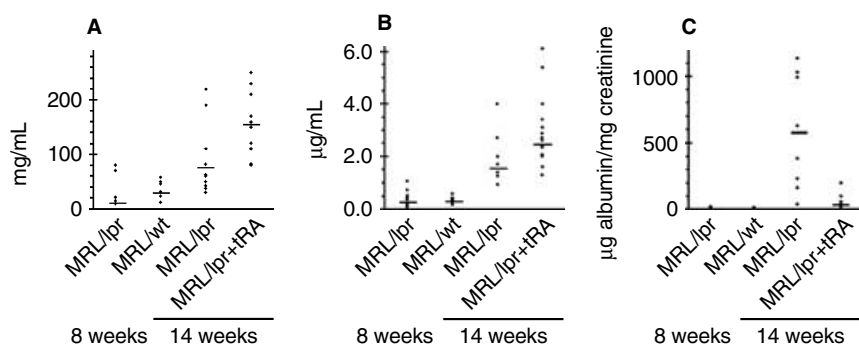 A
mg/mL
200
100
0
MRL/lpr
MRL/wt
MRL/lpr
MRL/lpr+tRA
8 weeks
14 weeks
B
µg/mL
6.0
4.0
2.0
0.0
MRL/lpr
MRL/wt
MRL/lpr
MRL/lpr+tRA
8 weeks
14 weeks
C
µg albumin/mg creatinine
1000
500
0
MRL/lpr
MRL/wt
MRL/lpr
MRL/lpr+tRA
8 weeks
14 weeks